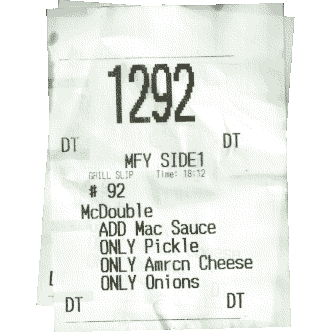 1292
DT DT
MFY SIDE1
GRILL SLIP Time: 18:12
# 92
McDouble
ADD Mac Sauce
ONLY Pickle
ONLY Amrcn Cheese
ONLY Onions
DT DT